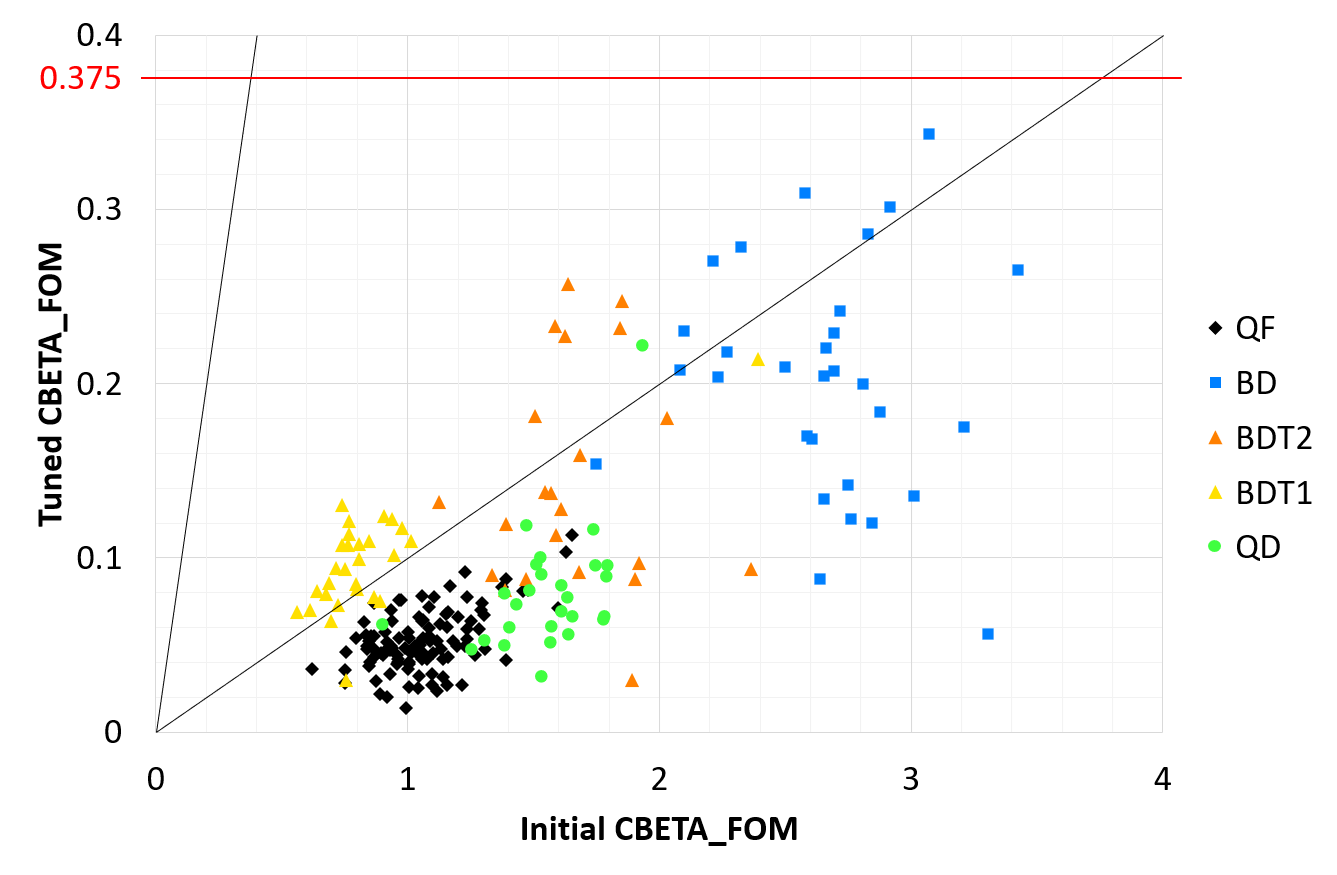 0.4
0.375
0.3
0.2
0.1
0
Tuned CBETA_FOM
0 1 2 3 4
Initial CBETA_FOM
QF
BD
BDT2
BDT1
QD